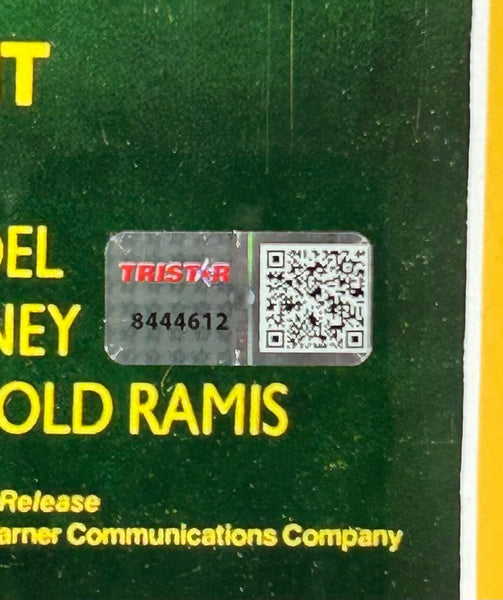 T
DEL
TRISTAR
8444612
NEY
OLD RAMIS
Release
arner Communications Company